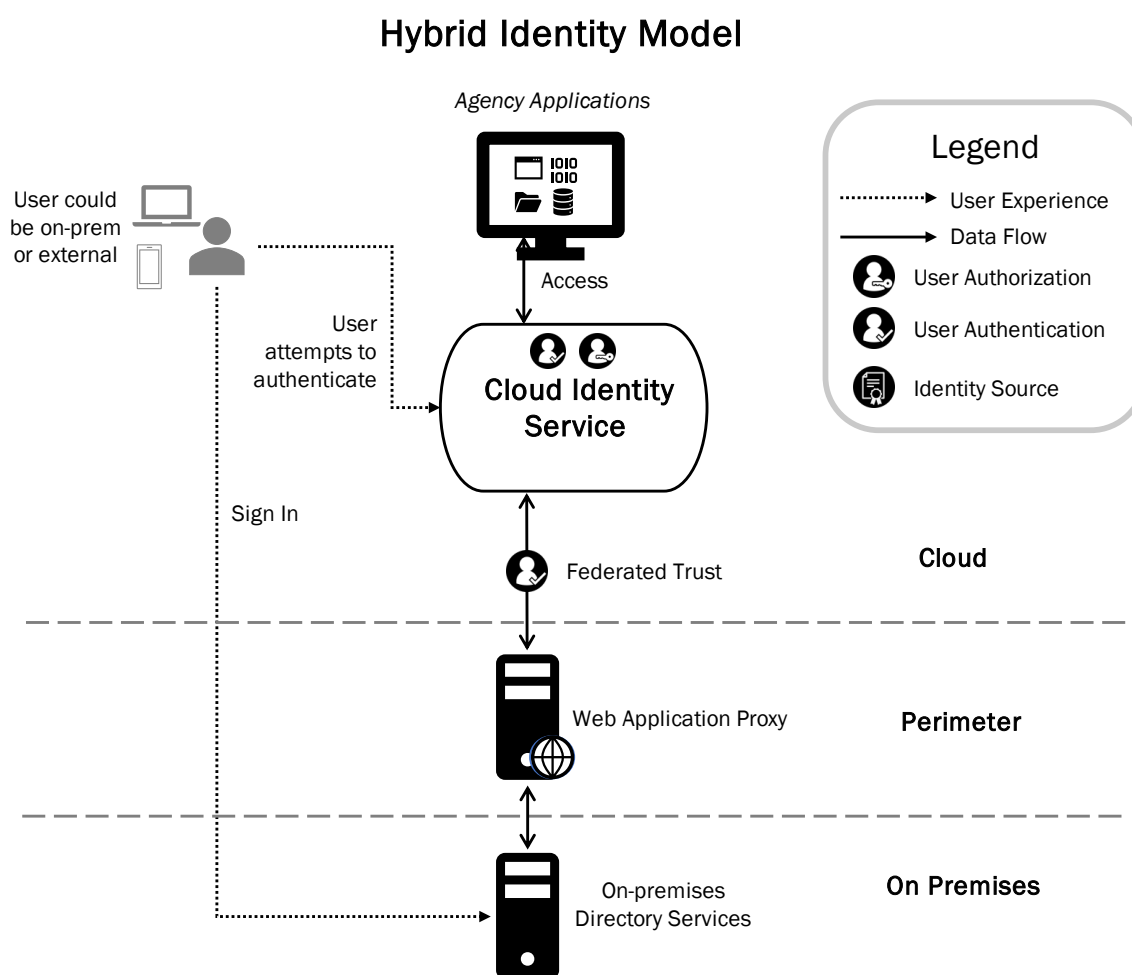 Hybrid Identity Model
Agency Applications
1010
1010
User could
be on-prem
or external
Access
User
attempts to
authenticate
Cloud Identity
Service
Sign In
Federated Trust
Cloud
Web Application Proxy
Perimeter
On-premises
Directory Services
On Premises
Legend
User Experience
Data Flow
User Authorization
User Authentication
Identity Source